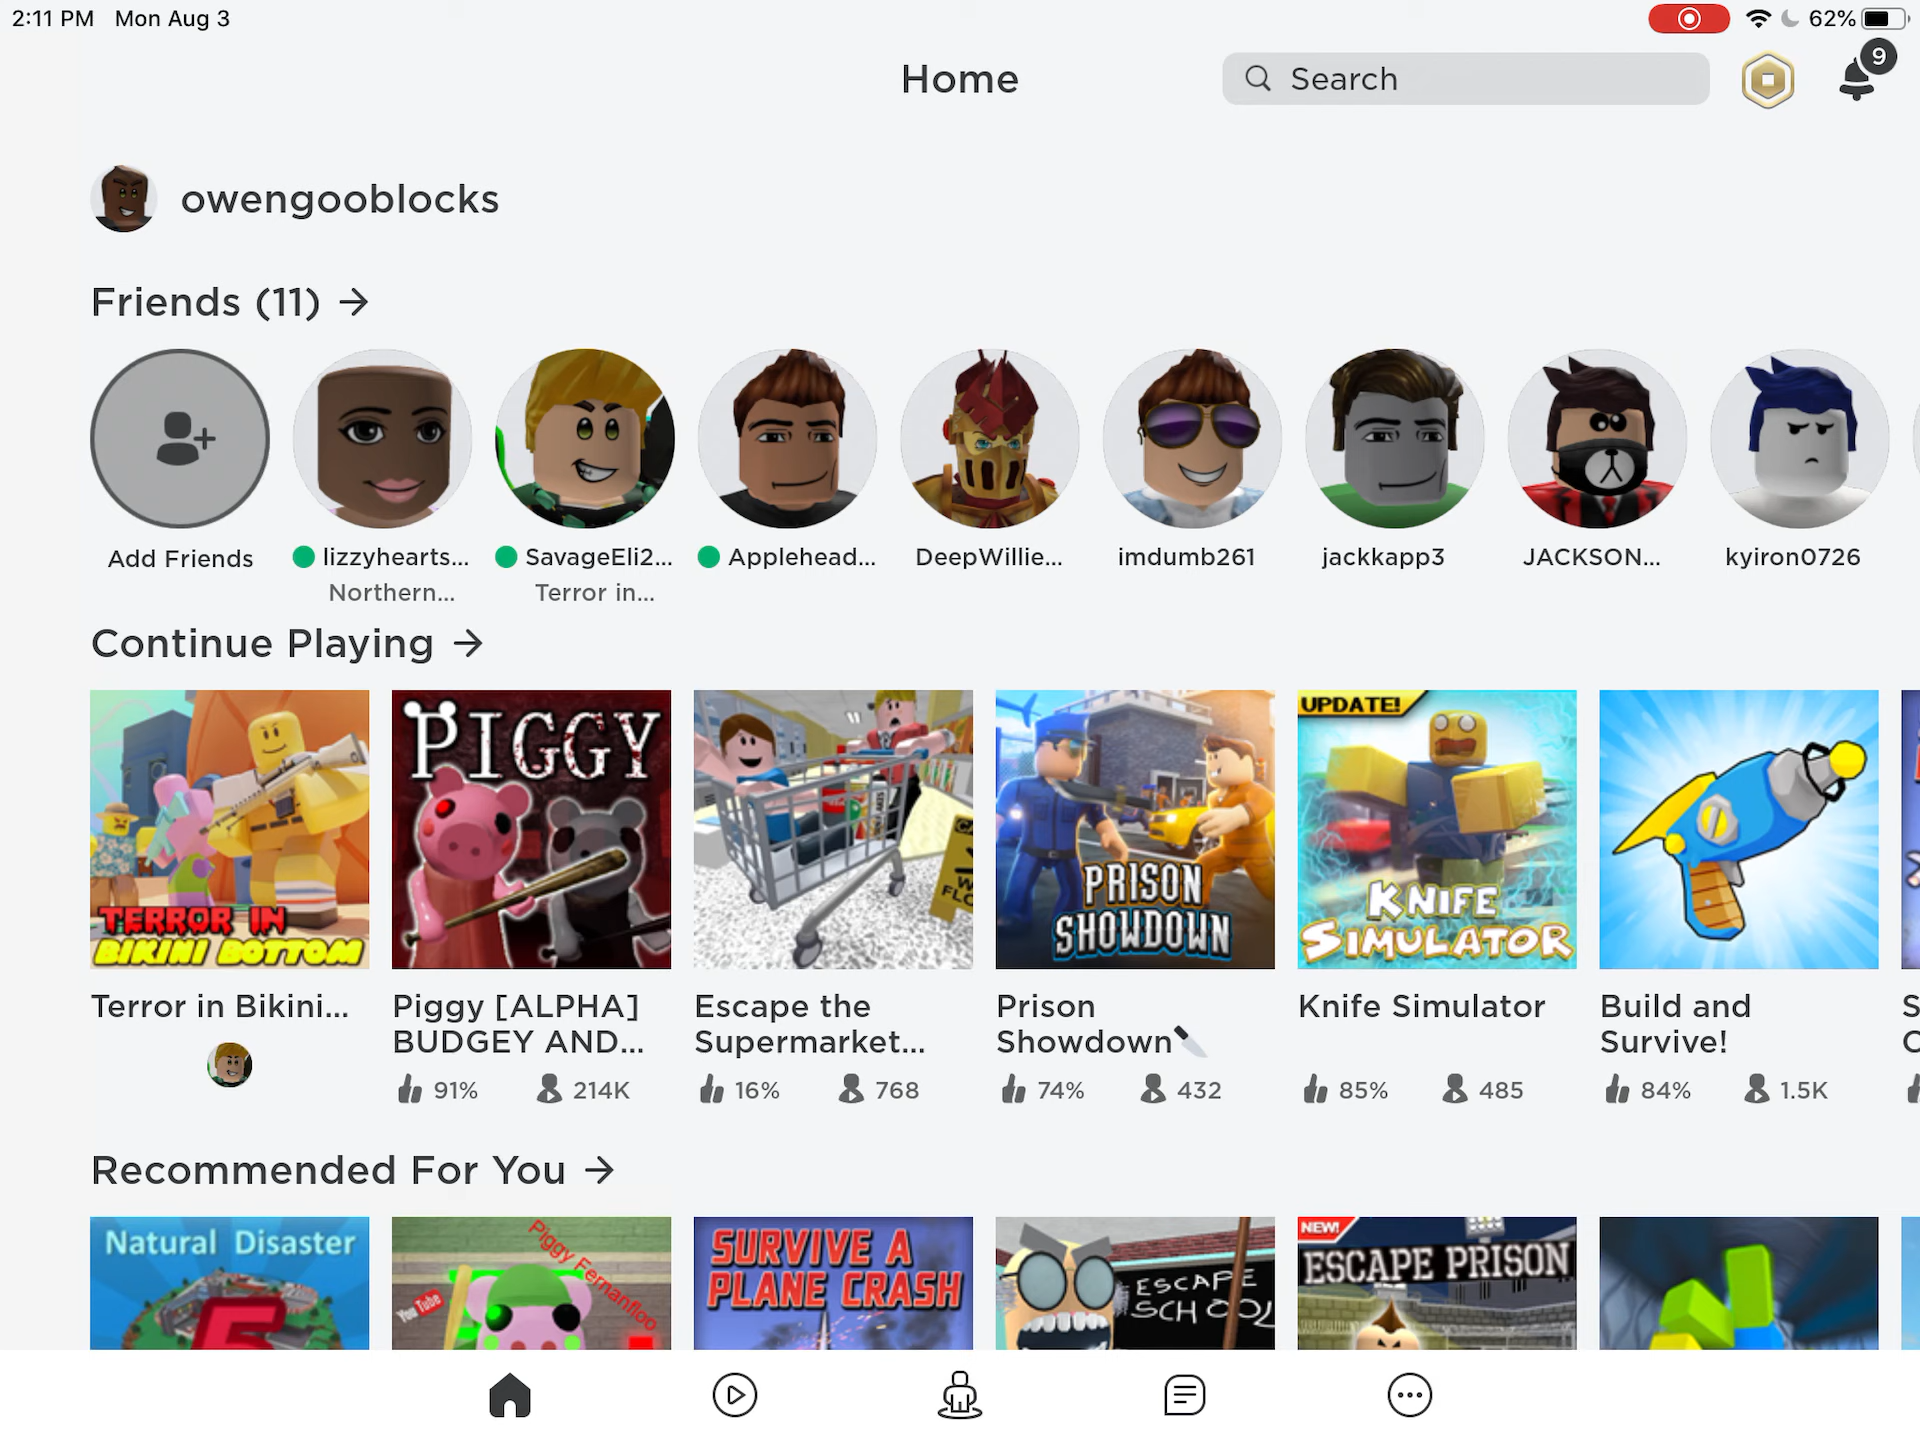 2:11 PM Mon Aug 3
62%
Home
Search
9
owengooblocks
Friends (11) →
Add Friends
lizzyhearts...
SavageEli2...
Applehead...
DeepWillie...
imdumb261
jackkapp3
JACKSON...
kyiron0726
Northern...
Terror in...
Continue Playing →
TERROR IN
BIKINI BOTTOM
PIGGY
PRISON
SHOWDOWN
UPDATE!
KNIFE
SIMULATOR
Terror in Bikini...
Piggy [ALPHA]
BUDGEY AND...
91% 214K
Escape the
Supermarket...
16% 768
Prison
Showdown🔪
74% 432
Knife Simulator
85% 485
Build and
Survive!
84% 1.5K
Recommended For You →
Natural Disaster
Piggy Fernanfloo
You Tube
SURVIVE A
PLANE CRASH
ESCAPE
SCHOOL
NEW!
ESCAPE PRISON